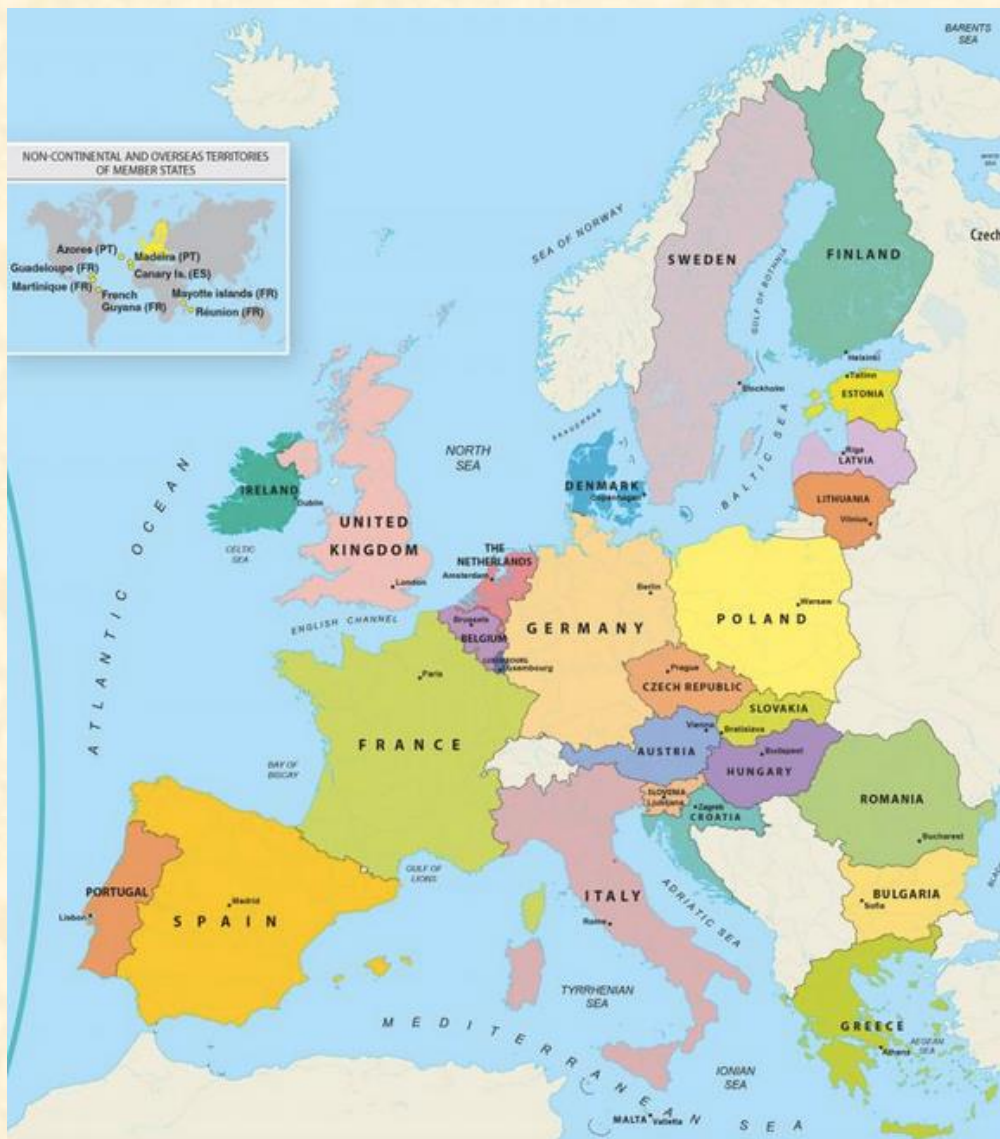 BARENTS
SEA
NON-CONTINENTAL AND OVERSEAS TERRITORIES
OF MEMBER STATES
Azores (PT)
Madeira (PT)
Guadeloupe (FR)
Canary Is. (ES)
Martinique (FR)
Mayotte islands (FR)
French
Guyana (FR)
Réunion (FR)
SEA OF NORWAY
Czech
SWEDEN
FINLAND
GULF OF BOTHNIA
Helsinki
Tallinn
Stockholm
ESTONIA
NORTH
SEA
BALTIC SEA
Riga
LATVIA
DENMARK
Copenhagen
LITHUANIA
Vilnius
IRELAND
Dublin
UNITED
KINGDOM
CELTIC
SEA
ATLANTIC OCEAN
THE
NETHERLANDS
Amsterdam
London
Berlin
Warsaw
ENGLISH CHANNEL
Brussels
BELGIUM
GERMANY
POLAND
Luxembourg
Paris
Prague
CZECH REPUBLIC
SLOVAKIA
Vienna
Bratislava
FRANCE
AUSTRIA
Budapest
HUNGARY
BAY OF
BISCAY
SLOVENIA
Ljubljana
Zagreb
CROATIA
ROMANIA
Bucharest
GULF OF
LIONS
PORTUGAL
Lisbon
Madrid
SPAIN
ITALY
Rome
ADRIATIC SEA
BULGARIA
Sofia
TYRRHENIAN
SEA
MEDITERRANEAN SEA
GREECE
Athens
AEGEAN
SEA
IONIAN
SEA
MALTA
Valletta